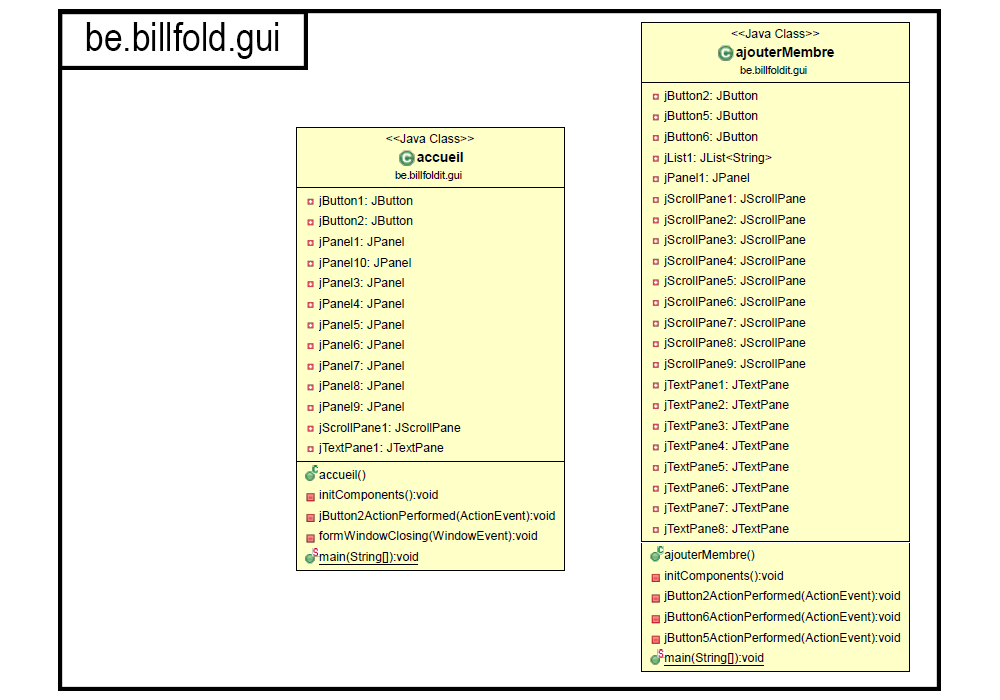 be.billfold.gui
<<Java Class>>
accueil
be.billfoldit.gui
jButton1: JButton
jButton2: JButton
jPanel1: JPanel
jPanel10: JPanel
jPanel3: JPanel
jPanel4: JPanel
jPanel5: JPanel
jPanel6: JPanel
jPanel7: JPanel
jPanel8: JPanel
jPanel9: JPanel
jScrollPane1: JScrollPane
jTextPane1: JTextPane
accueil()
initComponents():void
jButton2ActionPerformed(ActionEvent):void
formWindowClosing(WindowEvent):void
main(String[]):void
<<Java Class>>
ajouterMembre
be.billfoldit.gui
jButton2: JButton
jButton5: JButton
jButton6: JButton
jList1: JList<String>
jPanel1: JPanel
jScrollPane1: JScrollPane
jScrollPane2: JScrollPane
jScrollPane3: JScrollPane
jScrollPane4: JScrollPane
jScrollPane5: JScrollPane
jScrollPane6: JScrollPane
jScrollPane7: JScrollPane
jScrollPane8: JScrollPane
jScrollPane9: JScrollPane
jTextPane1: JTextPane
jTextPane2: JTextPane
jTextPane3: JTextPane
jTextPane4: JTextPane
jTextPane5: JTextPane
jTextPane6: JTextPane
jTextPane7: JTextPane
jTextPane8: JTextPane
ajouterMembre()
initComponents():void
jButton2ActionPerformed(ActionEvent):void
jButton6ActionPerformed(ActionEvent):void
jButton5ActionPerformed(ActionEvent):void
main(String[]):void